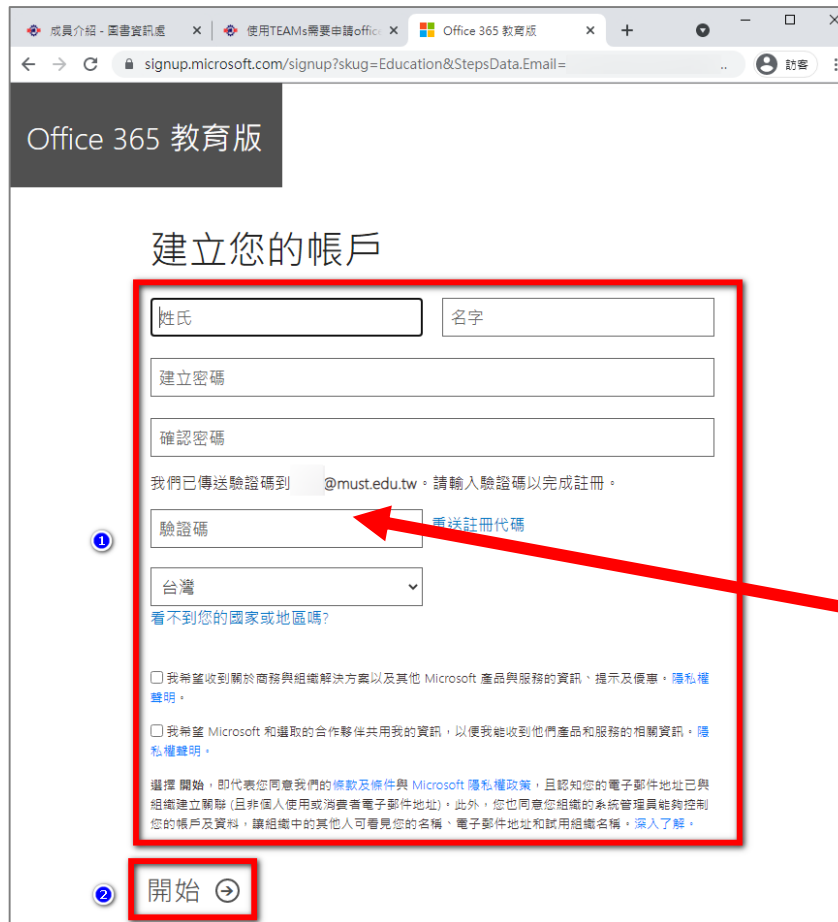 成員介紹 - 圖書資訊處
使用TEAMs需要申請offic
Office 365 教育版
signup.microsoft.com/signup?skug=Education&StepsData.Email=
..
訪客
Office 365 教育版
建立您的帳戶
姓氏
名字
建立密碼
確認密碼
我們已傳送驗證碼到 @must.edu.tw。請輸入驗證碼以完成註冊。
1
驗證碼
重送註冊代碼
台灣
看不到您的國家或地區嗎?
我希望收到關於商務與組織解決方案以及其他 Microsoft 產品與服務的資訊、提示及優惠。隱私權
聲明。
我希望 Microsoft 和選取的合作夥伴共用我的資訊，以便我能收到他們產品和服務的相關資訊。隱
私權聲明。
選擇 開始，即代表您同意我們的條款及條件與 Microsoft 隱私權政策，且認知您的電子郵件地址已與
組織建立關聯 (且非個人使用或消費者電子郵件地址)。此外，您也同意您組織的系統管理員能夠控制
您的帳戶及資料，讓組織中的其他人可看見您的名稱、電子郵件地址和試用組織名稱。深入了解。
2
開始